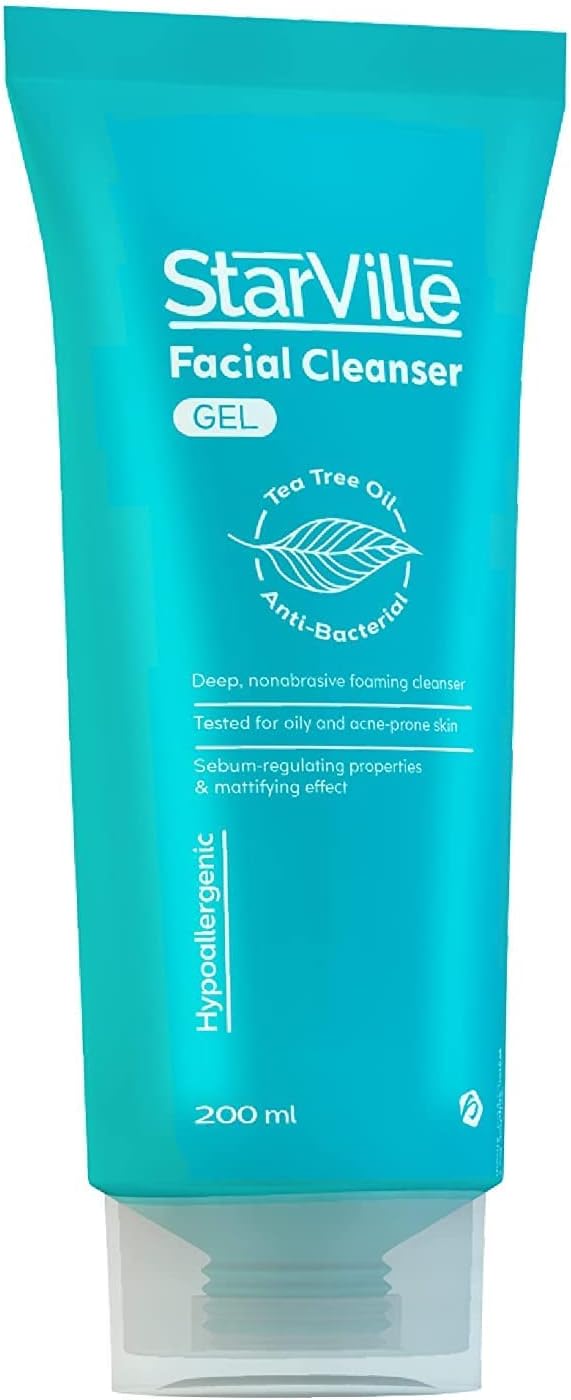 StarVille
Facial Cleanser
GEL
Tea Tree Oil
Anti-Bacterial
Deep, nonabrasive foaming cleanser
Tested for oily and acne-prone skin
Sebum-regulating properties
& mattifying effect
Hypoallergenic
200 ml